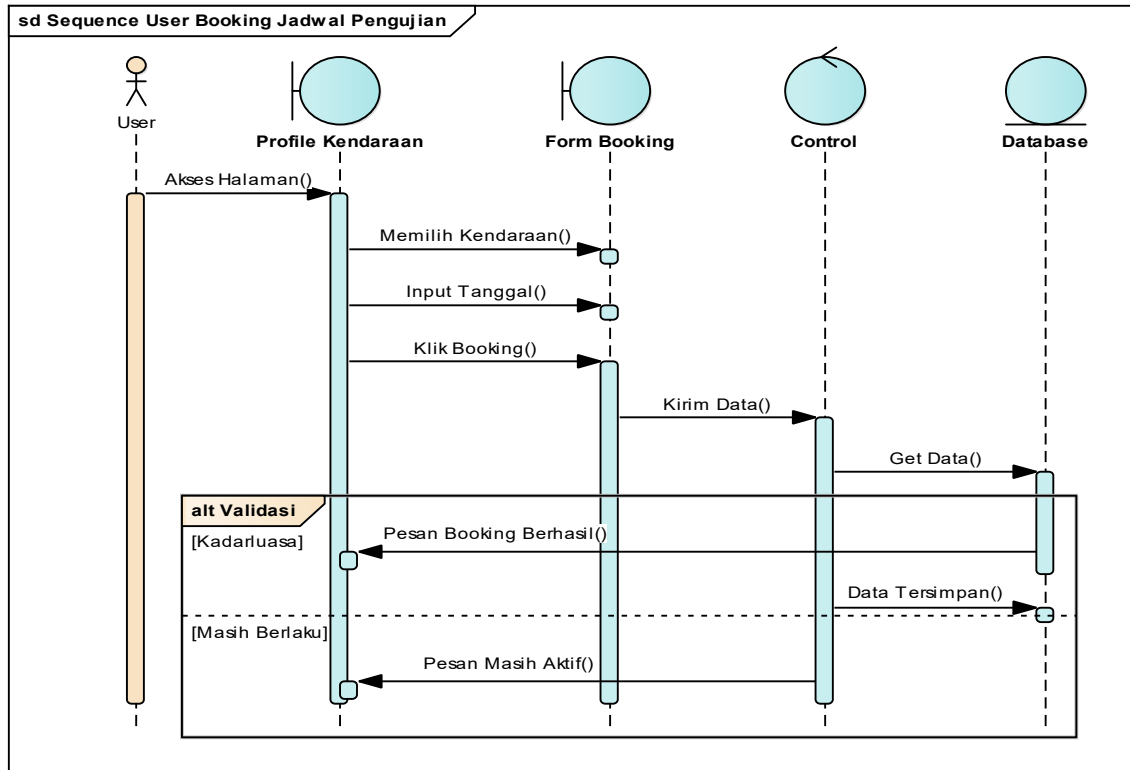 sd Sequence User Booking Jadwal Pengujian
User
Profile Kendaraan
Form Booking
Control
Database
Akses Halaman()
Memilih Kendaraan()
Input Tanggal()
Klik Booking()
Kirim Data()
Get Data()
alt Validasi
[Kadarluasa]
Pesan Booking Berhasil()
Data Tersimpan()
[Masih Berlaku]
Pesan Masih Aktif()